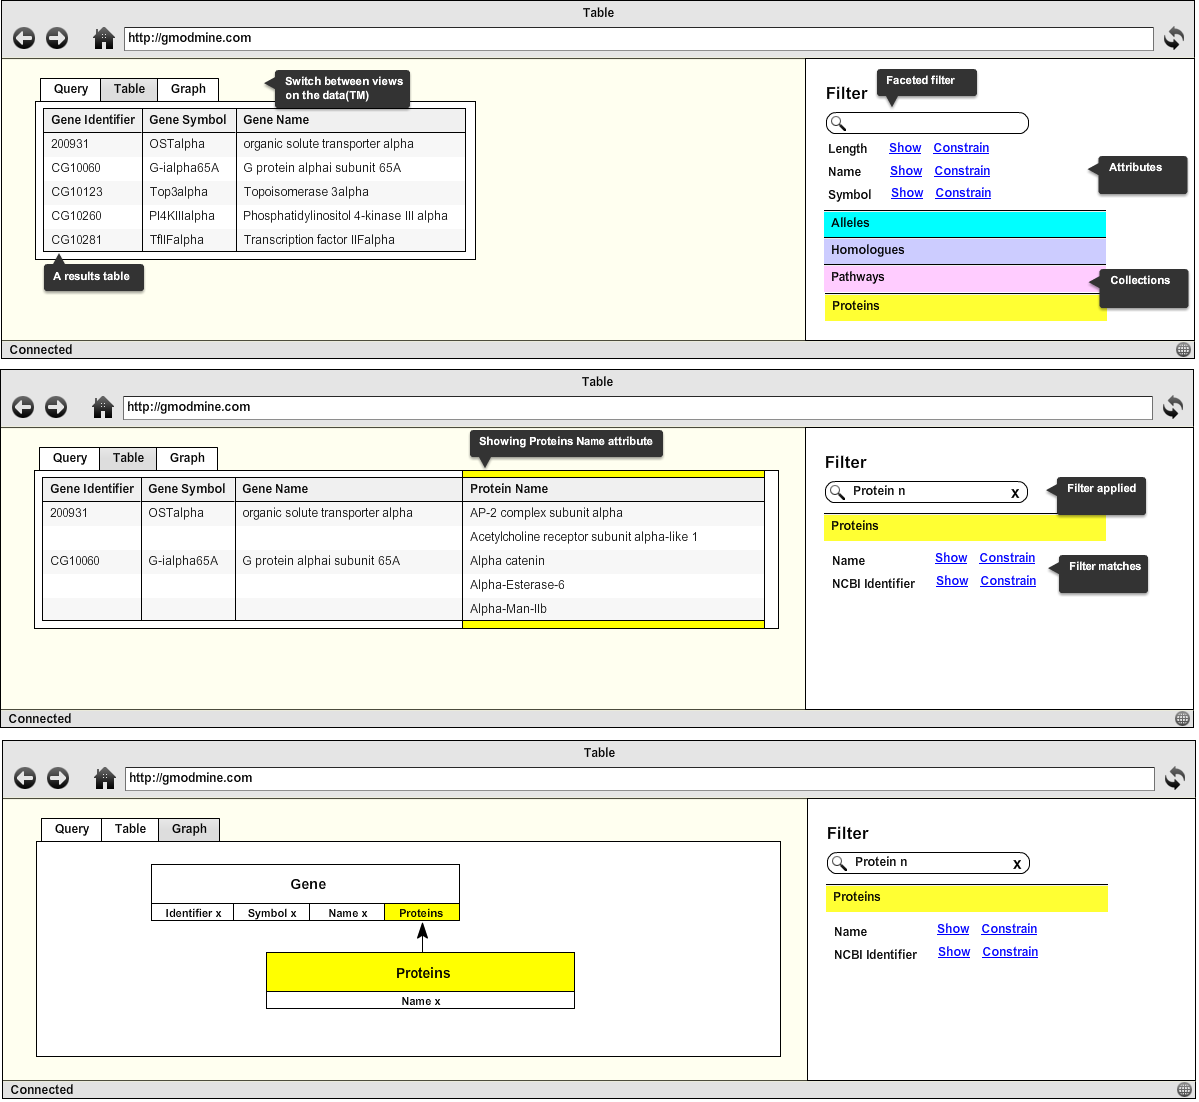 Table
http://gmodmine.com
Query Table Graph
Switch between views
on the data(TM)
Gene Identifier Gene Symbol Gene Name
200931 OSTalpha organic solute transporter alpha
CG10060 G-ialpha65A G protein alphai subunit 65A
CG10123 Top3alpha Topoisomerase 3alpha
CG10260 PI4KIIIalpha Phosphatidylinositol 4-kinase III alpha
CG10281 TfIIFalpha Transcription factor IIFalpha
A results table
Faceted filter
Filter
Length Show Constrain
Name Show Constrain
Symbol Show Constrain
Attributes
Alleles
Homologues
Pathways
Collections
Proteins
Connected
Table
http://gmodmine.com
Query Table Graph
Showing Proteins Name attribute
Gene Identifier Gene Symbol Gene Name Protein Name
200931 OSTalpha organic solute transporter alpha AP-2 complex subunit alpha
Acetylcholine receptor subunit alpha-like 1
CG10060 G-ialpha65A G protein alphai subunit 65A Alpha catenin
Alpha-Esterase-6
Alpha-Man-IIb
Filter
Protein n x
Filter applied
Proteins
Name Show Constrain
NCBI Identifier Show Constrain
Filter matches
Connected
Table
http://gmodmine.com
Query Table Graph
Gene
Identifier x Symbol x Name x Proteins
Proteins
Name x
Filter
Protein n x
Proteins
Name Show Constrain
NCBI Identifier Show Constrain
Connected